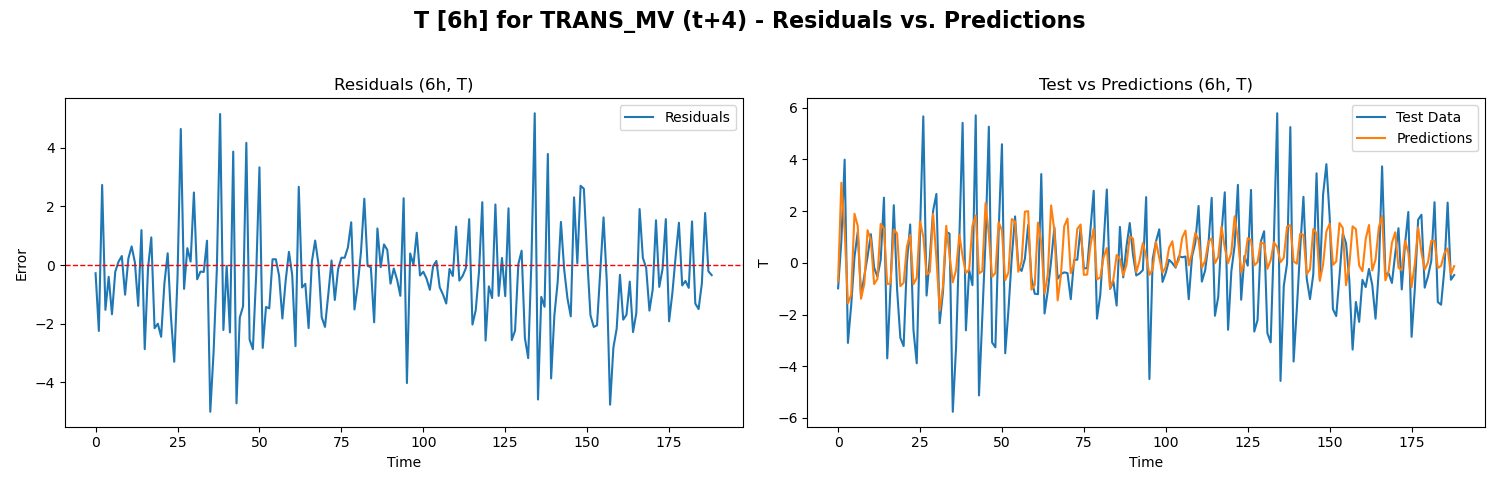 T [6h] for TRANS_MV (t+4) - Residuals vs. Predictions
Residuals (6h, T)
Residuals
Error
4
2
0
−2
−4
0 25 50 75 100 125 150 175
Time
Test vs Predictions (6h, T)
Test Data
Predictions
T
6
4
2
0
−2
−4
−6
0 25 50 75 100 125 150 175
Time